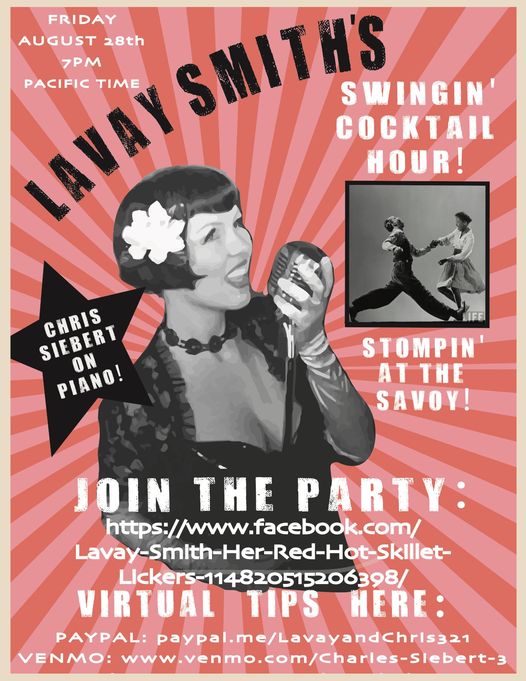 FRIDAY
AUGUST 28th
7PM
PACIFIC TIME
LAVAY SMITH'S
SWINGIN'
COCKTAIL
HOUR!
LIFE
CHRIS
SIEBERT
ON
PIANO!
STOMPIN'
AT THE
SAVOY!
JOIN THE PARTY:
https://www.facebook.com/
Lavay-Smith-Her-Red-Hot-Skillet-
Lickers-114820515206398/
VIRTUAL TIPS HERE:
PAYPAL: paypal.me/LavayandChris321
VENMO: www.venmo.com/Charles-Siebert-3